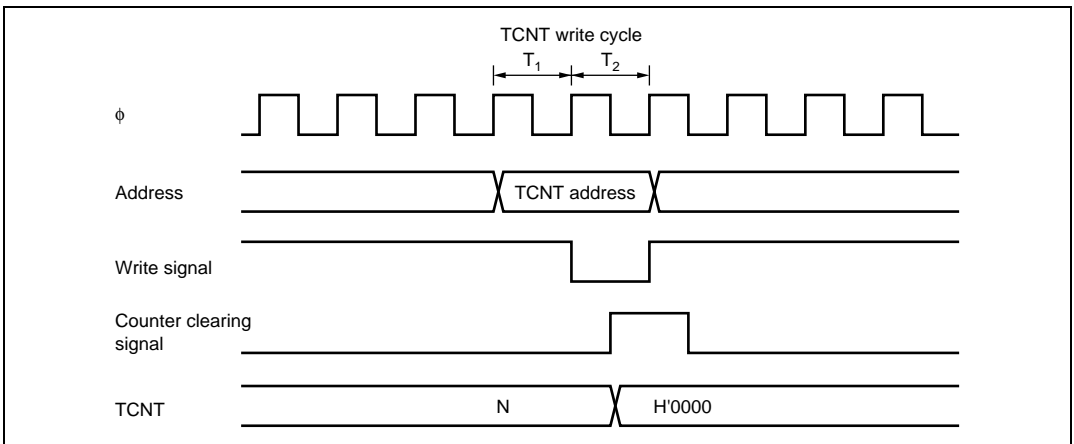 TCNT write cycle
T1 T2
ϕ
Address
TCNT address
Write signal
Counter clearing
signal
TCNT
N
H'0000